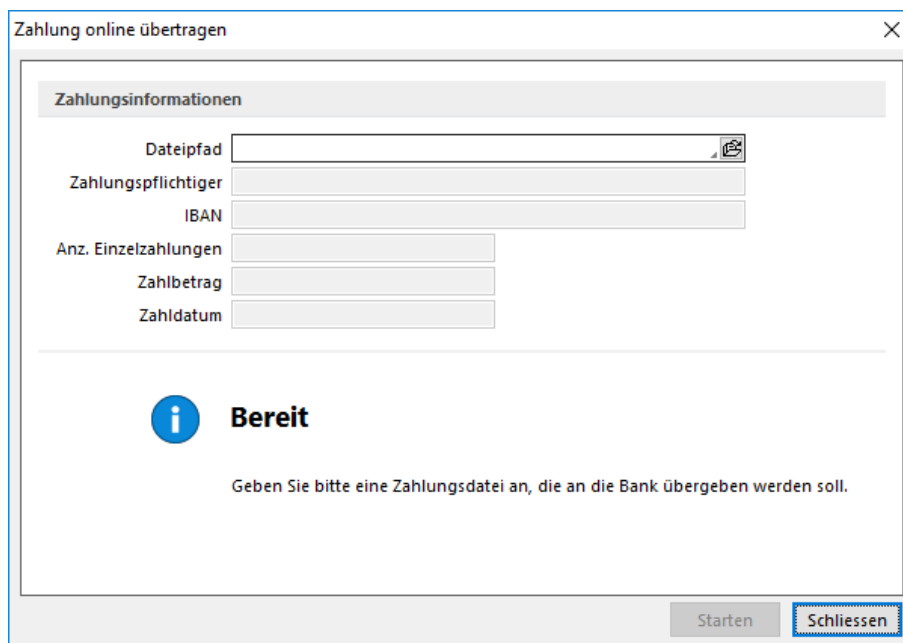 Zahlung online übertragen
Zahlungsinformationen
Dateipfad
Zahlungspflichtiger
IBAN
Anz. Einzelzahlungen
Zahlbetrag
Zahldatum
Bereit
Geben Sie bitte eine Zahlungsdatei an, die an die Bank übergeben werden soll.
Starten Schliessen